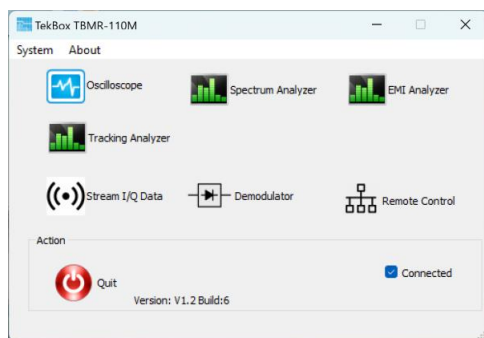 TekBox TBMR-110M
System About
Oscilloscope Spectrum Analyzer EMI Analyzer
Tracking Analyzer
Stream I/Q Data Demodulator Remote Control
Action
Quit Connected
Version: V1.2 Build:6